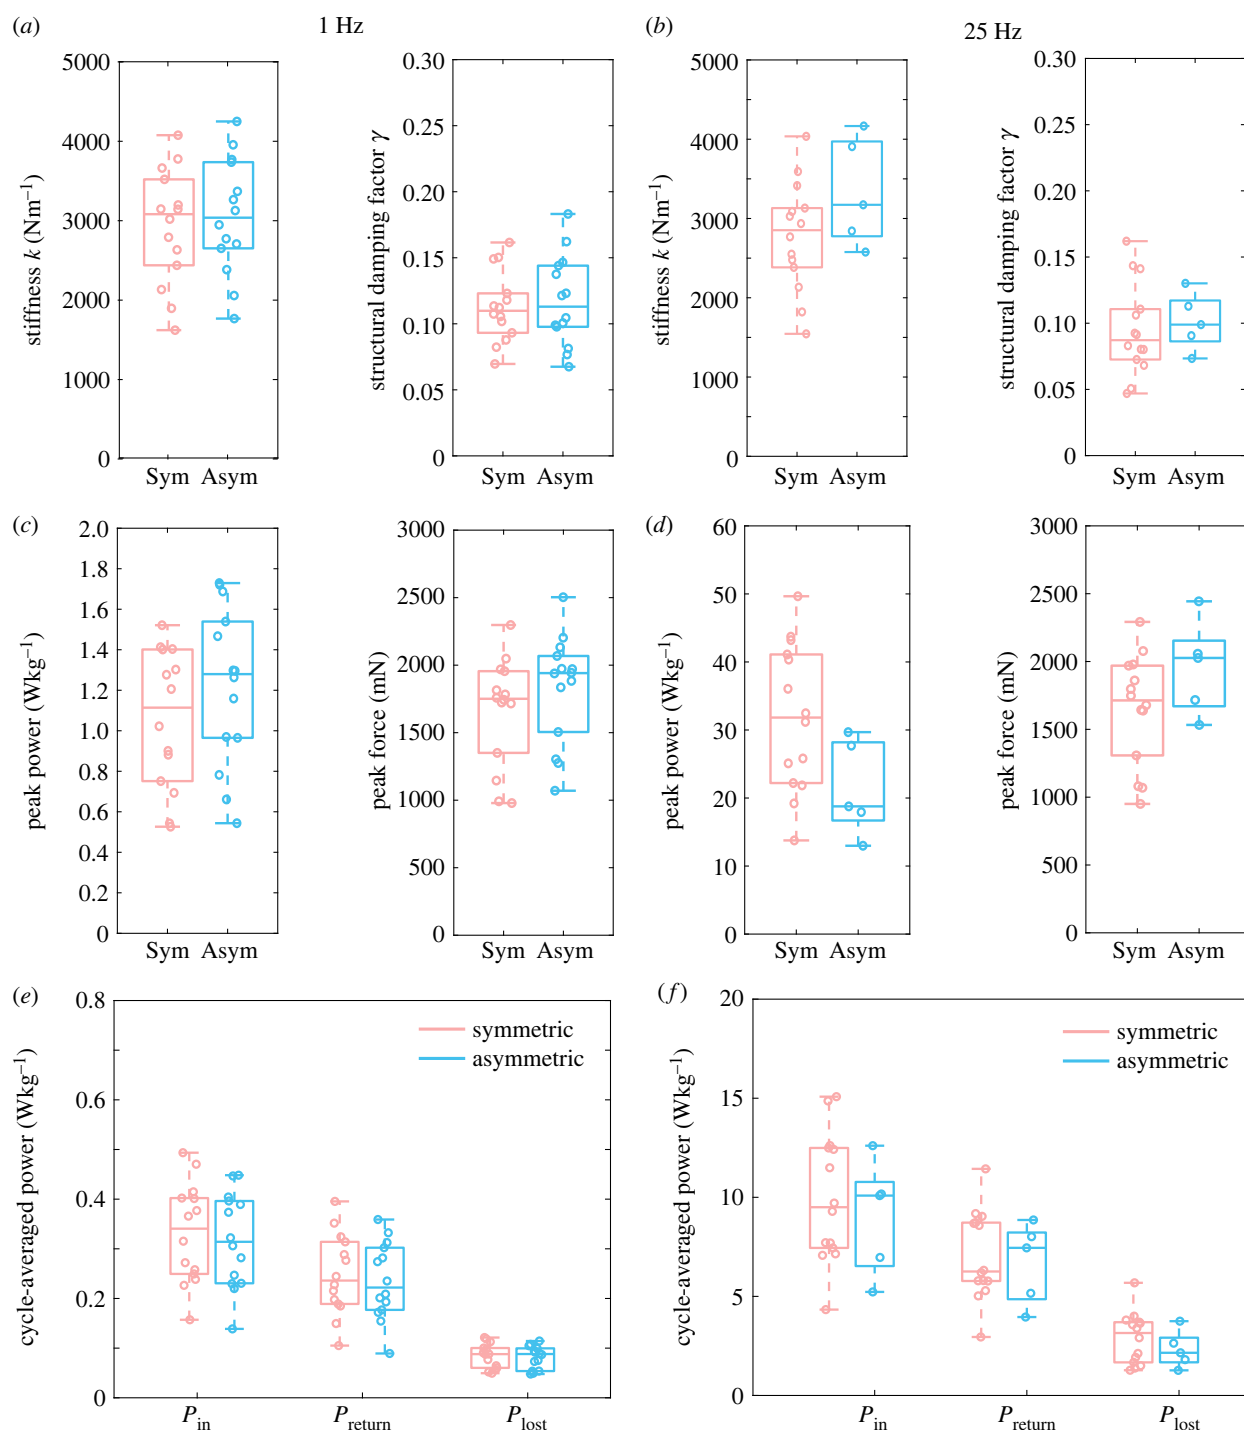 (a) 1 Hz (b) 25 Hz
5000 4000 3000 2000 1000 0
stiffness k (Nm⁻¹)
Sym Asym
0.30 0.25 0.20 0.15 0.10 0.05 0
structural damping factor γ
Sym Asym
5000 4000 3000 2000 1000 0
stiffness k (Nm⁻¹)
Sym Asym
0.30 0.25 0.20 0.15 0.10 0.05 0
structural damping factor γ
Sym Asym
(c)
2.0 1.8 1.6 1.4 1.2 1.0 0.8 0.6 0.4 0.2 0
peak power (Wkg⁻¹)
Sym Asym
3000 2500 2000 1500 1000 500 0
peak force (mN)
Sym Asym
(d)
60 50 40 30 20 10 0
peak power (Wkg⁻¹)
Sym Asym
3000 2500 2000 1500 1000 500 0
peak force (mN)
Sym Asym
(e)
0.8 0.6 0.4 0.2 0
cycle-averaged power (Wkg⁻¹)
symmetric
asymmetric
P_in P_return P_lost
(f)
20 15 10 5 0
cycle-averaged power (Wkg⁻¹)
symmetric
asymmetric
P_in P_return P_lost